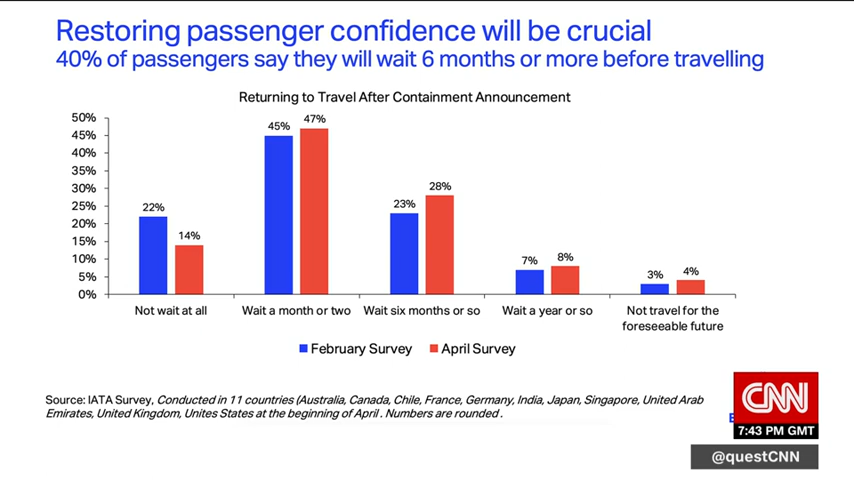 Restoring passenger confidence will be crucial
40% of passengers say they will wait 6 months or more before travelling
Returning to Travel After Containment Announcement
50%
45%
40%
35%
30%
25%
20%
15%
10%
5%
0%
22%
14%
45%
47%
23%
28%
7%
8%
3%
4%
Not wait at all
Wait a month or two
Wait six months or so
Wait a year or so
Not travel for the
foreseeable future
February Survey
April Survey
Source: IATA Survey, Conducted in 11 countries (Australia, Canada, Chile, France, Germany, India, Japan, Singapore, United Arab
Emirates, United Kingdom, Unites States at the beginning of April . Numbers are rounded .
CNN
7:43 PM GMT
@questCNN